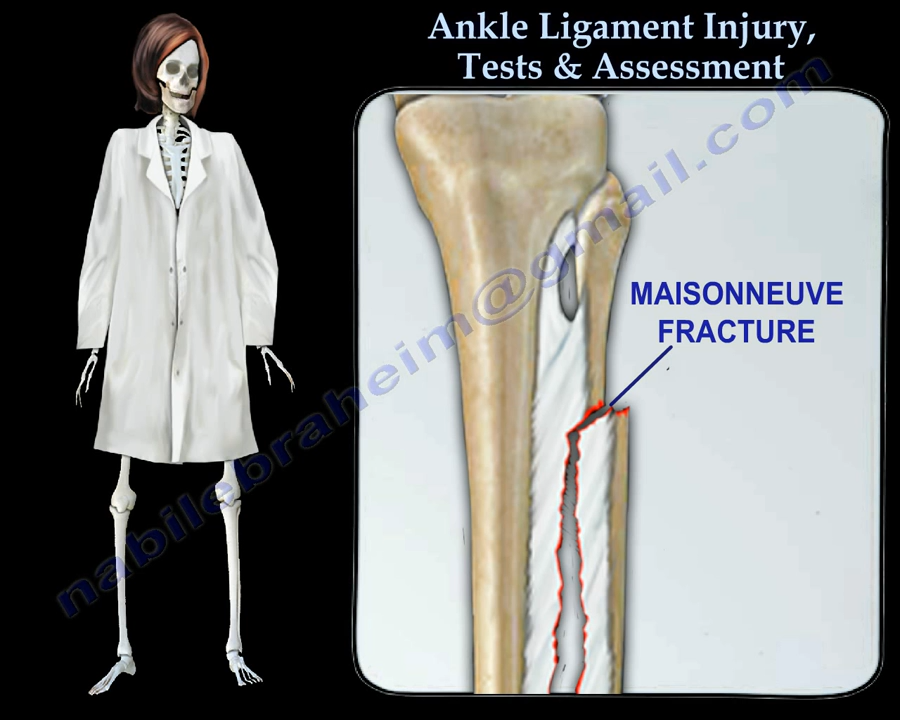 Ankle Ligament Injury,
Tests & Assessment
MAISONNEUVE
FRACTURE
nabilebraheim@gmail.com